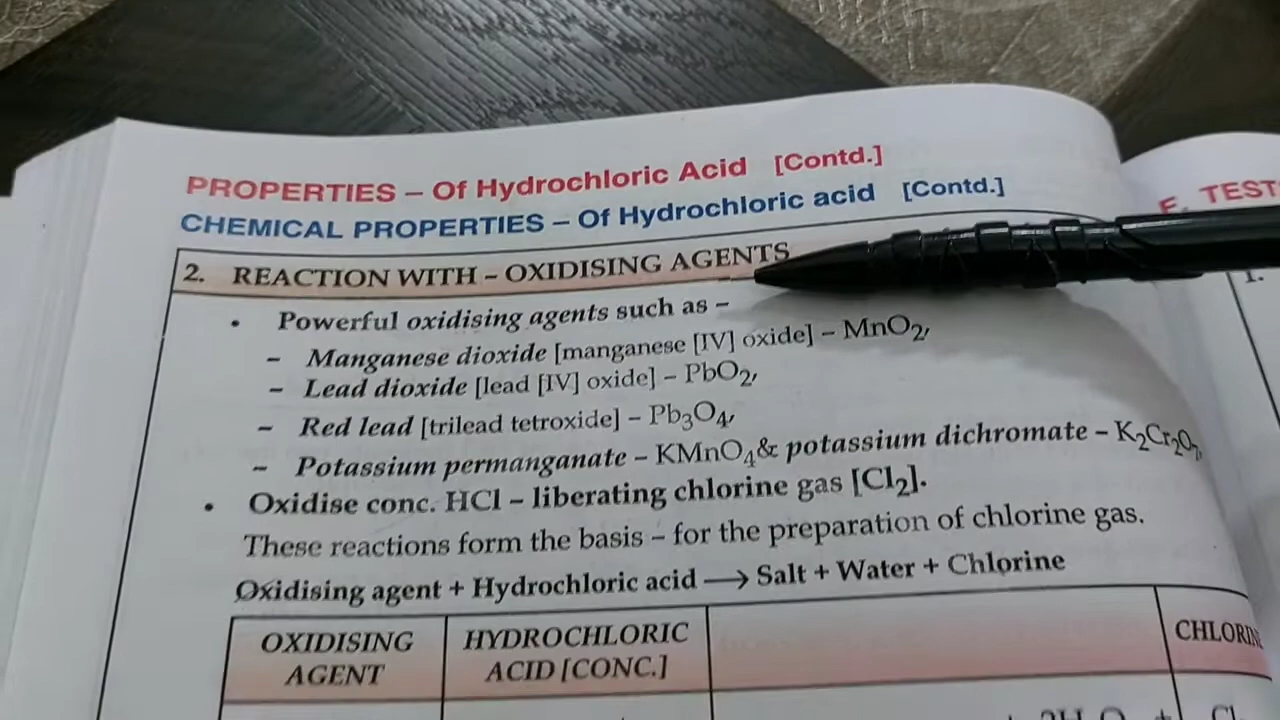 PROPERTIES – Of Hydrochloric Acid [Contd.]
CHEMICAL PROPERTIES – Of Hydrochloric acid [Contd.]
2. REACTION WITH – OXIDISING AGENTS
• Powerful oxidising agents such as –
– Manganese dioxide [manganese [IV] oxide] – MnO₂,
– Lead dioxide [lead [IV] oxide] – PbO₂,
– Red lead [trilead tetroxide] – Pb₃O₄,
– Potassium permanganate – KMnO₄ & potassium dichromate – K₂Cr₂O₇,
• Oxidise conc. HCl – liberating chlorine gas [Cl₂].
These reactions form the basis – for the preparation of chlorine gas.
Oxidising agent + Hydrochloric acid ⟶ Salt + Water + Chlorine
OXIDISING AGENT
HYDROCHLORIC ACID [CONC.]
CHLORIN
F. TEST
1.